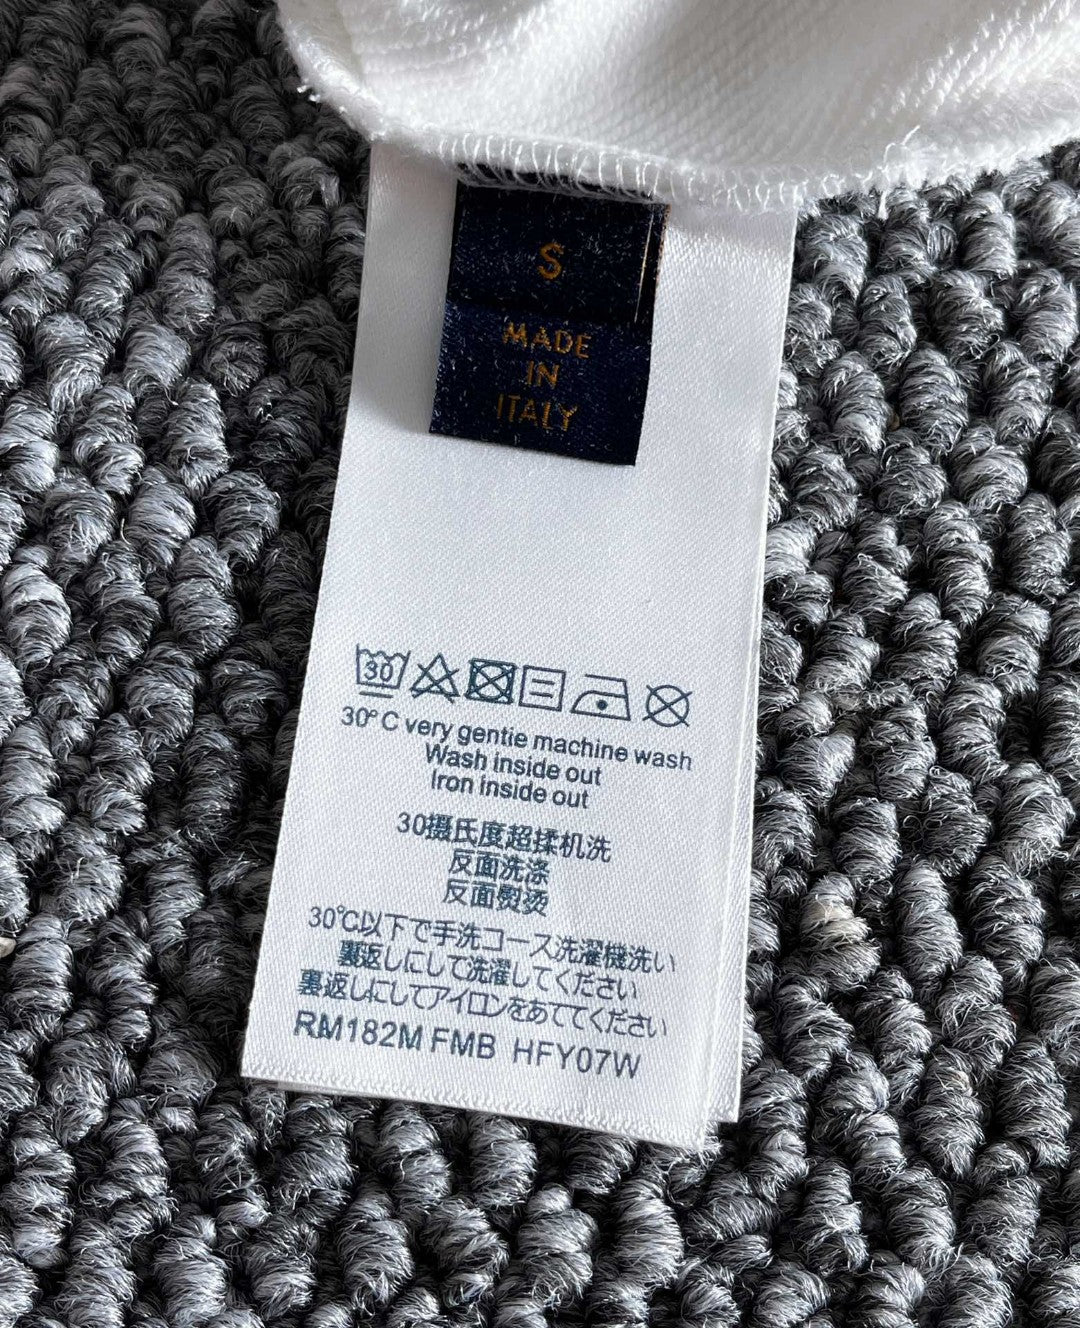 S
MADE
IN
ITALY
30
30°C very gentie machine wash
Wash inside out
Iron inside out
30摄氏度超揉机洗
反面洗涤
反面熨烫
30℃以下で手洗コース洗濯機洗い
裏返しにして洗濯してください
裏返しにしてアイロンをあててください
RM182M FMB HFY07W